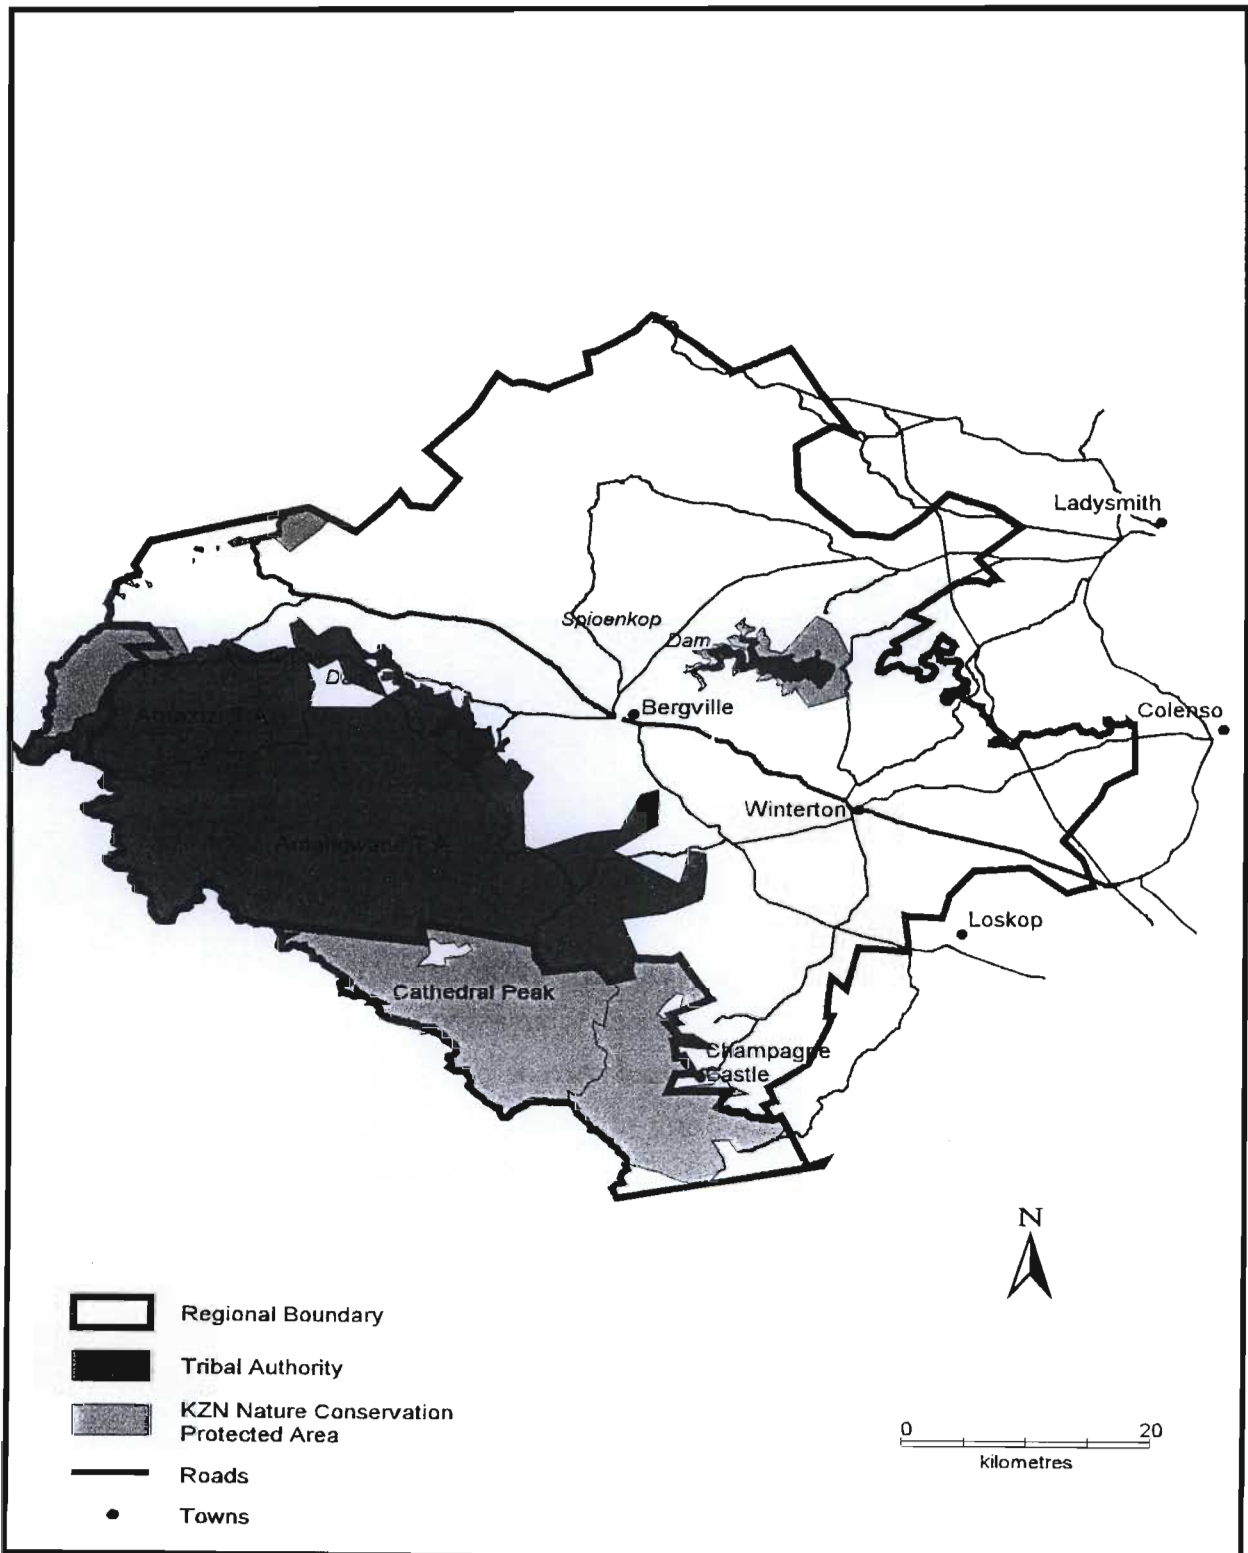 Ladysmith
Spioenkop
Dam
Bergville
Colenso
Winterton
Loskop
Cathedral Peak
Champagne
Castle
N
Regional Boundary
Tribal Authority
KZN Nature Conservation
Protected Area
Roads
Towns
0 20
kilometres